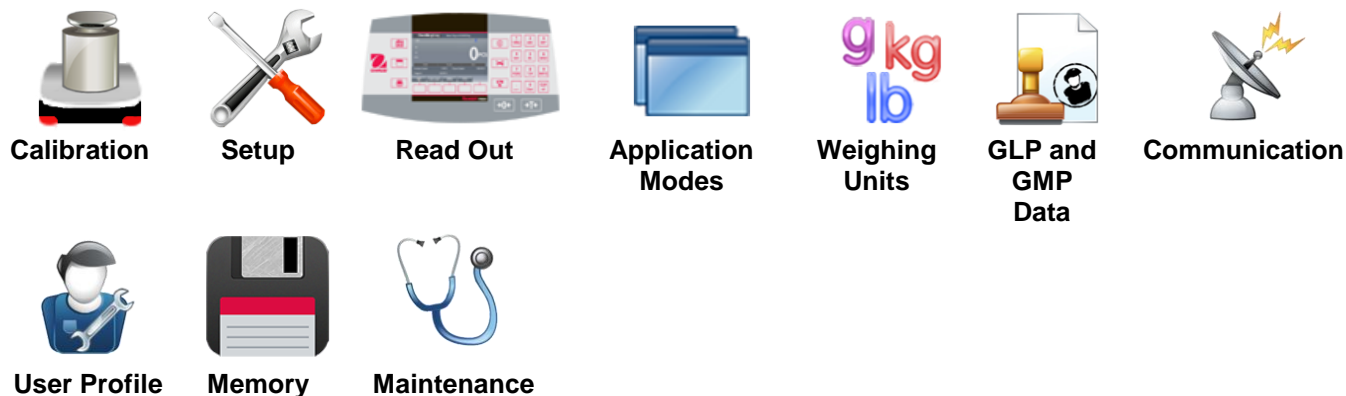 g kg
lb
Calibration
Setup
Read Out
Application
Modes
Weighing
Units
GLP and
GMP
Data
Communication
User Profile
Memory
Maintenance